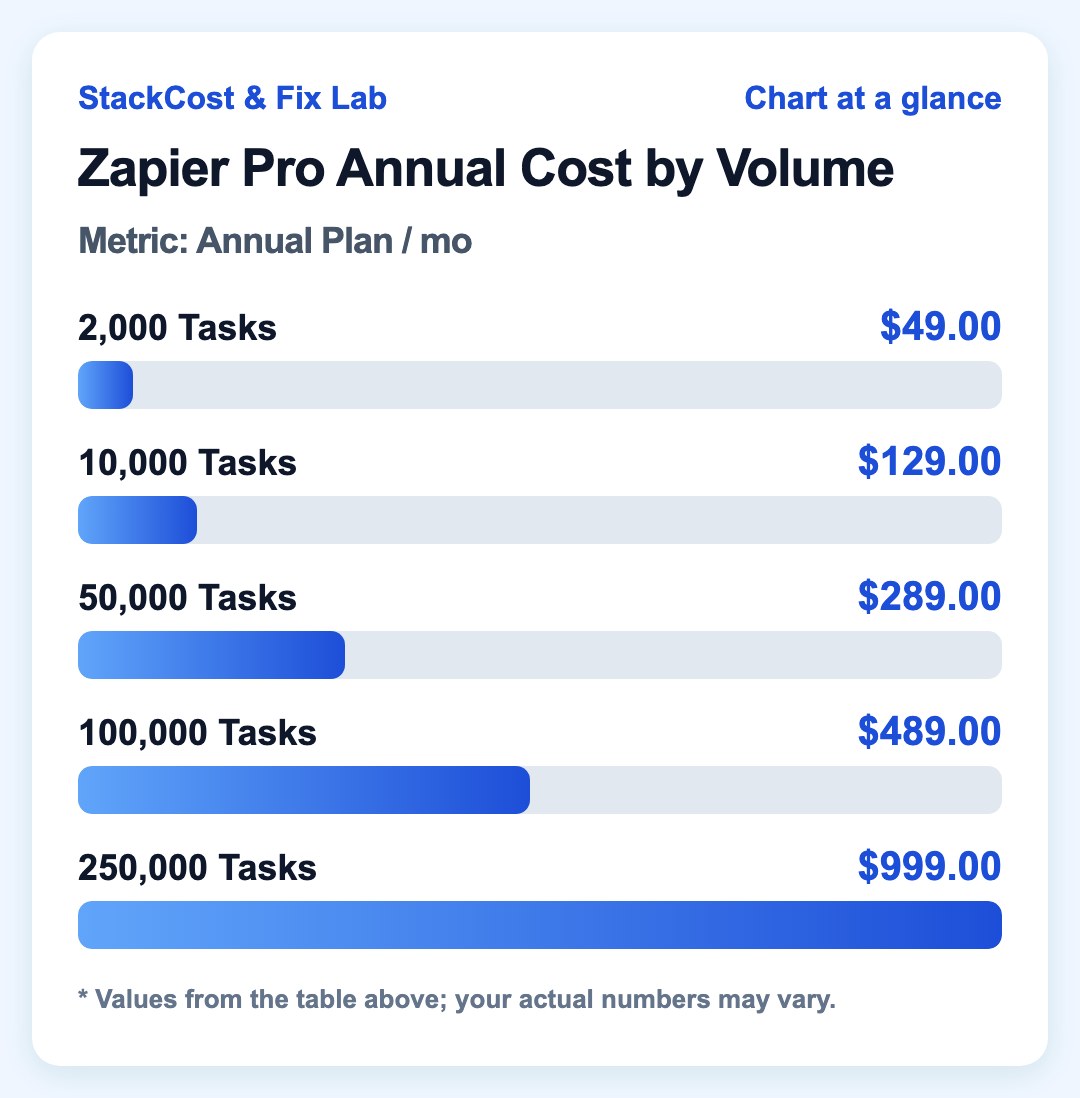 StackCost & Fix Lab
Chart at a glance
Zapier Pro Annual Cost by Volume
Metric: Annual Plan / mo
2,000 Tasks
$49.00
10,000 Tasks
$129.00
50,000 Tasks
$289.00
100,000 Tasks
$489.00
250,000 Tasks
$999.00
* Values from the table above; your actual numbers may vary.